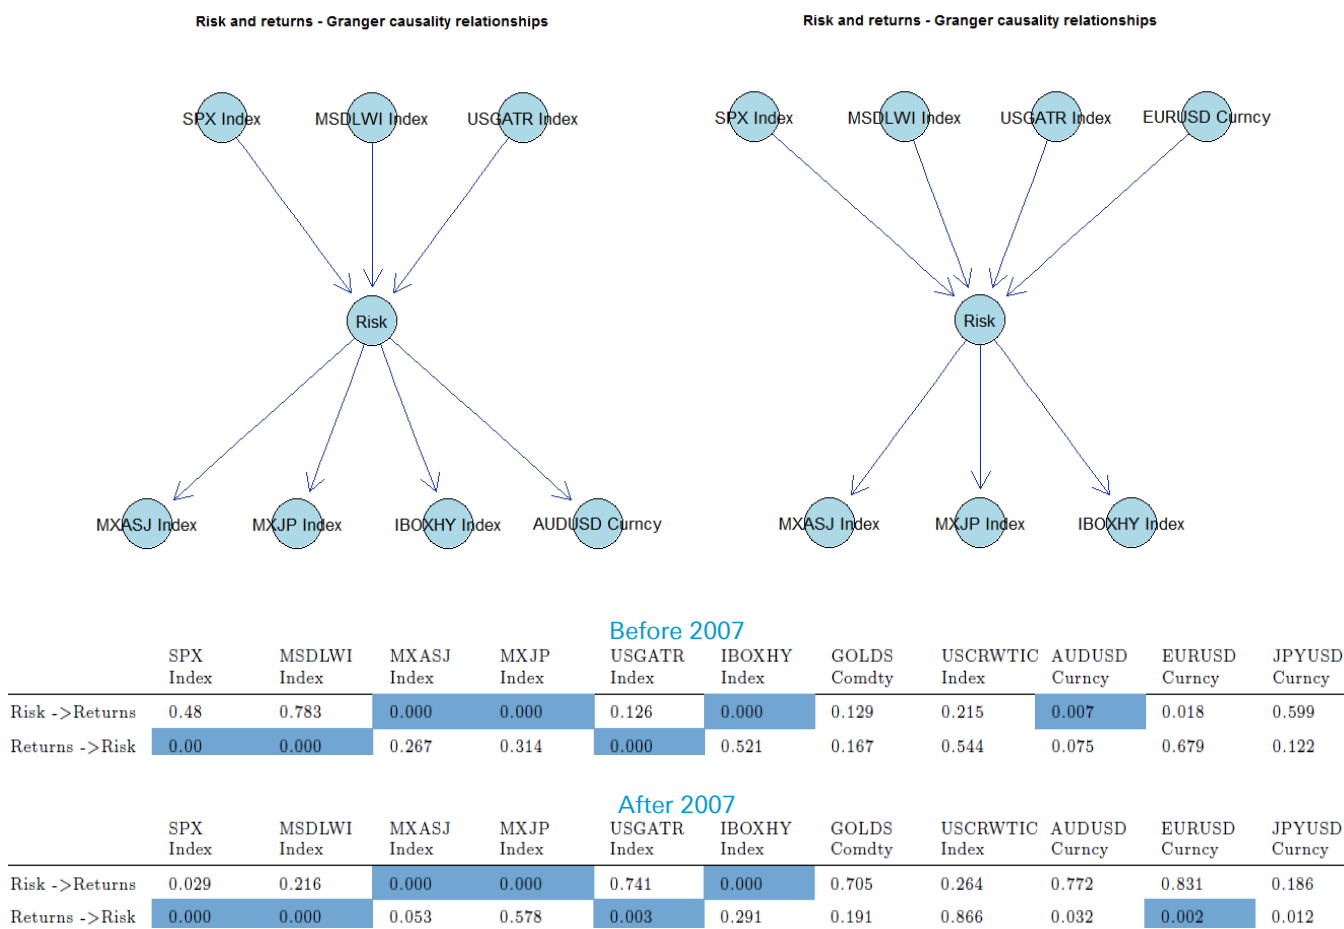 Risk and returns - Granger causality relationships
SPX Index MSDLWI Index USGATR Index
Risk
MXASJ Index MXJP Index IBOXHY Index AUDUSD Curncy
Risk and returns - Granger causality relationships
SPX Index MSDLWI Index USGATR Index EURUSD Curncy
Risk
MXASJ Index MXJP Index IBOXHY Index
Before 2007
SPX MSDLWI MXASJ MXJP USGATR IBOXHY GOLDS USCRWTIC AUDUSD EURUSD JPYUSD
Index Index Index Index Index Index Comdty Index Curncy Curncy Curncy
Risk ->Returns 0.48 0.783 0.000 0.000 0.126 0.000 0.129 0.215 0.007 0.018 0.599
Returns ->Risk 0.00 0.000 0.267 0.314 0.000 0.521 0.167 0.544 0.075 0.679 0.122
After 2007
SPX MSDLWI MXASJ MXJP USGATR IBOXHY GOLDS USCRWTIC AUDUSD EURUSD JPYUSD
Index Index Index Index Index Index Comdty Index Curncy Curncy Curncy
Risk ->Returns 0.029 0.216 0.000 0.000 0.741 0.000 0.705 0.264 0.772 0.831 0.186
Returns ->Risk 0.000 0.000 0.053 0.578 0.003 0.291 0.191 0.866 0.032 0.002 0.012